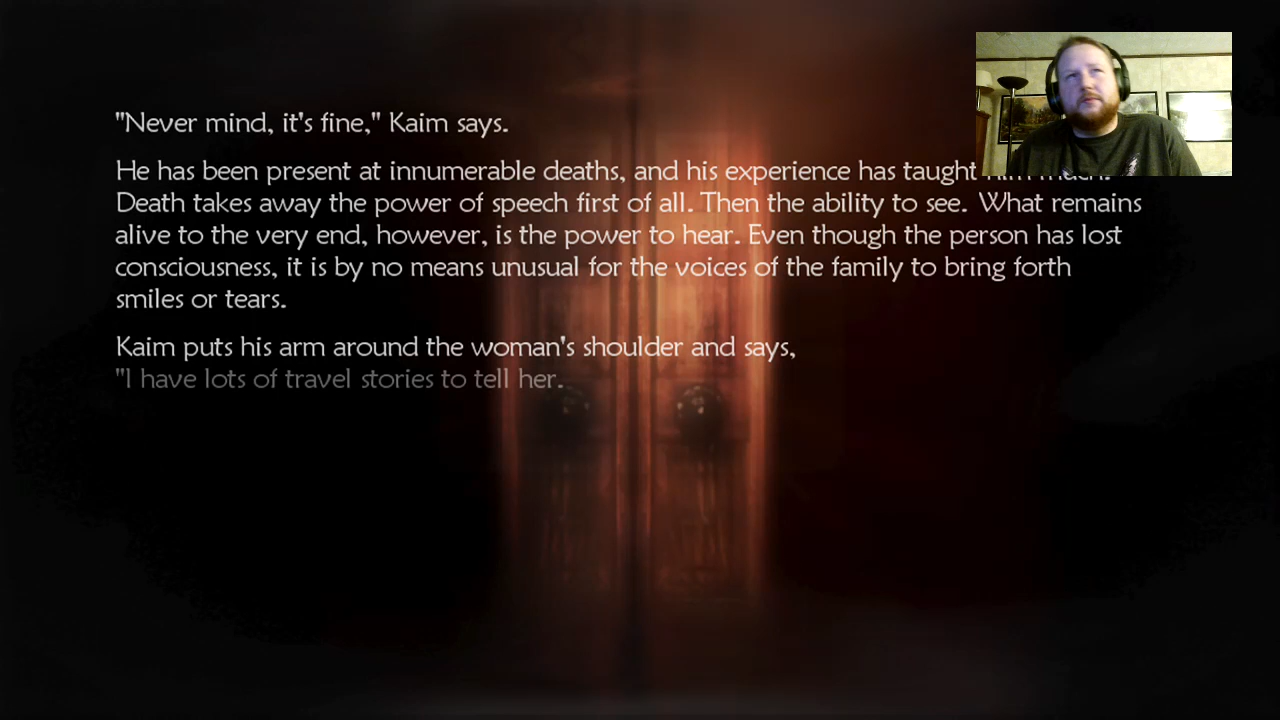 "Never mind, it's fine," Kaim says.
He has been present at innumerable deaths, and his experience has taught
Death takes away the power of speech first of all. Then the ability to see. What remains
alive to the very end, however, is the power to hear. Even though the person has lost
consciousness, it is by no means unusual for the voices of the family to bring forth
smiles or tears.
Kaim puts his arm around the woman's shoulder and says,
"I have lots of travel stories to tell her.